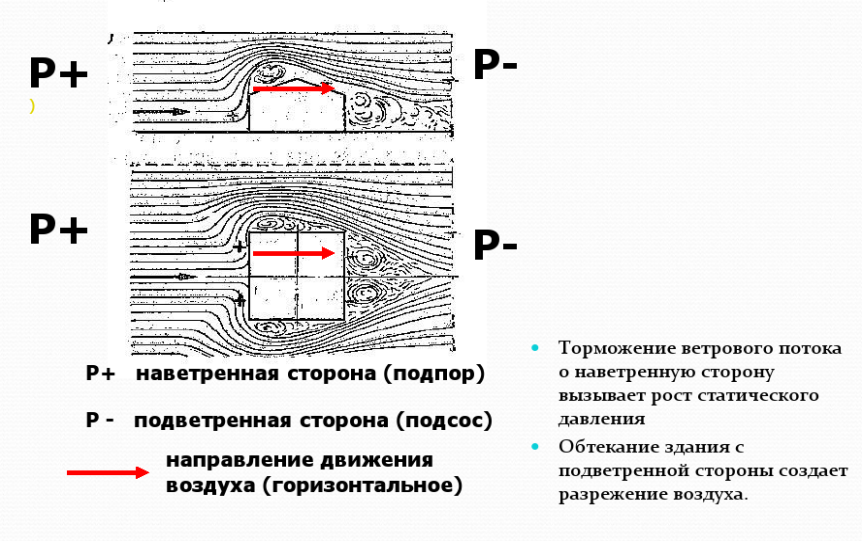 P+
P-
)
P+
P-
P+ наветренная сторона (подпор)
P - подветренная сторона (подсос)
направление движения
воздуха (горизонтальное)
• Торможение ветрового потока
о наветренную сторону
вызывает рост статического
давления
• Обтекание здания с
подветренной стороны создает
разрежение воздуха.